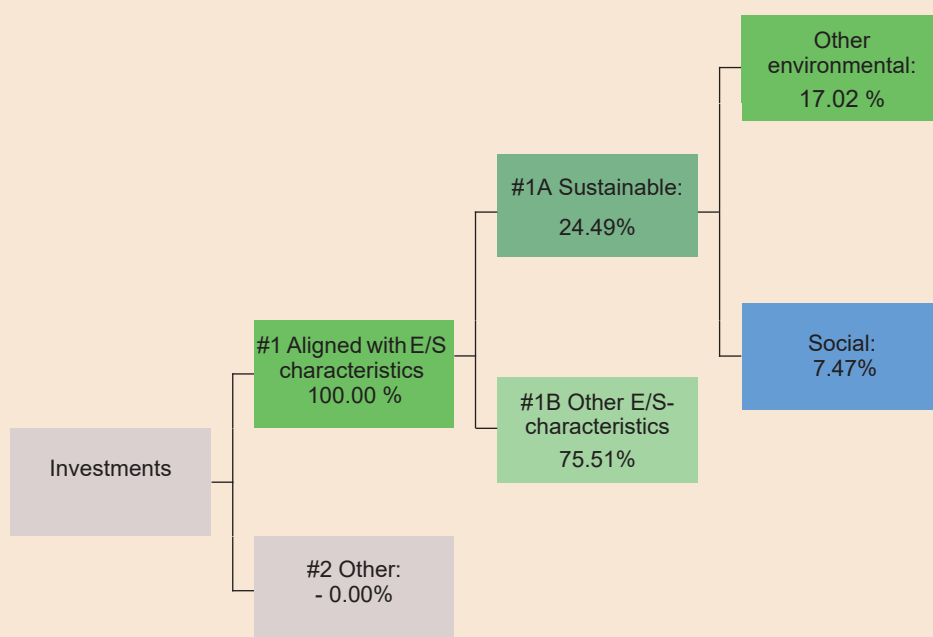 Other
environmental:
17.02 %
#1A Sustainable:
24.49%
#1 Aligned with E/S
characteristics
100.00 %
Social:
7.47%
#1B Other E/S-
characteristics
75.51%
Investments
#2 Other:
- 0.00%